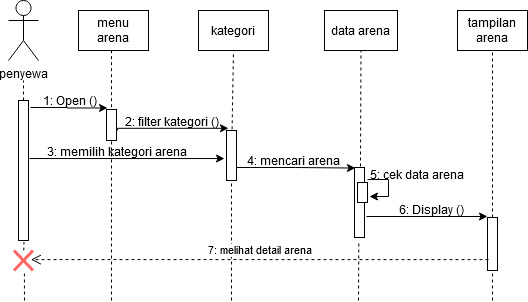 menu
arena
kategori
data arena
tampilan
arena
penyewa
1: Open ()
2: filter kategori ()
3: memilih kategori arena
4: mencari arena
5: cek data arena
6: Display ()
7: melihat detail arena